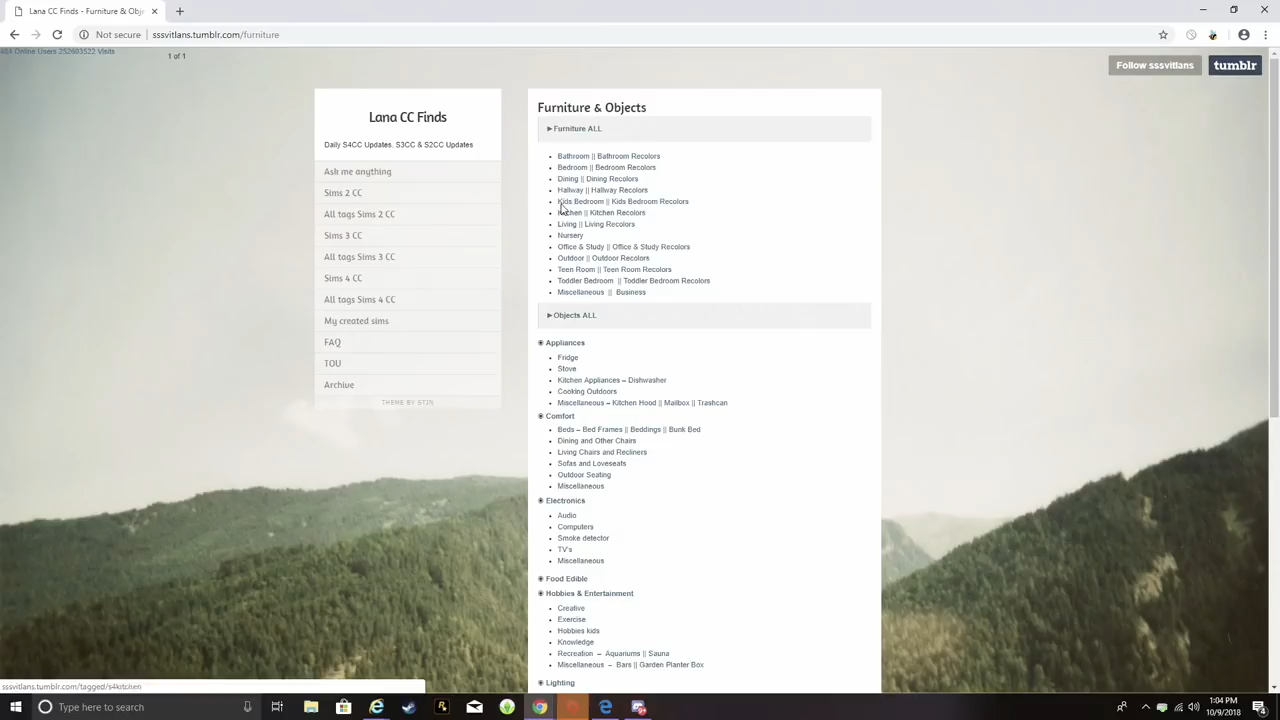 Lana CC Finds - Furniture & Obje
Not secure | sssvitlans.tumblr.com/furniture
484 Online Users 252603522 Visits
1 of 1
Follow sssvitlans
tumblr
Lana CC Finds
Daily S4CC Updates. S3CC & S2CC Updates
Ask me anything
Sims 2 CC
All tags Sims 2 CC
Sims 3 CC
All tags Sims 3 CC
Sims 4 CC
All tags Sims 4 CC
My created sims
FAQ
TOU
Archive
THEME BY STIN
Furniture & Objects
►Furniture ALL
• Bathroom || Bathroom Recolors
• Bedroom || Bedroom Recolors
• Dining || Dining Recolors
• Hallway || Hallway Recolors
• Kids Bedroom || Kids Bedroom Recolors
• Kitchen || Kitchen Recolors
• Living || Living Recolors
• Nursery
• Office & Study || Office & Study Recolors
• Outdoor || Outdoor Recolors
• Teen Room || Teen Room Recolors
• Toddler Bedroom || Toddler Bedroom Recolors
• Miscellaneous || Business
►Objects ALL
◉ Appliances
• Fridge
• Stove
• Kitchen Appliances – Dishwasher
• Cooking Outdoors
• Miscellaneous – Kitchen Hood || Mailbox || Trashcan
◉ Comfort
• Beds – Bed Frames || Beddings || Bunk Bed
• Dining and Other Chairs
• Living Chairs and Recliners
• Sofas and Loveseats
• Outdoor Seating
• Miscellaneous
◉ Electronics
• Audio
• Computers
• Smoke detector
• TV's
• Miscellaneous
◉ Food Edible
◉ Hobbies & Entertainment
• Creative
• Exercise
• Hobbies kids
• Knowledge
• Recreation – Aquariums || Sauna
• Miscellaneous – Bars || Garden Planter Box
◉ Lighting
sssvitlans.tumblr.com/tagged/s4kitchen
Type here to search
1:04 PM
10/9/2018